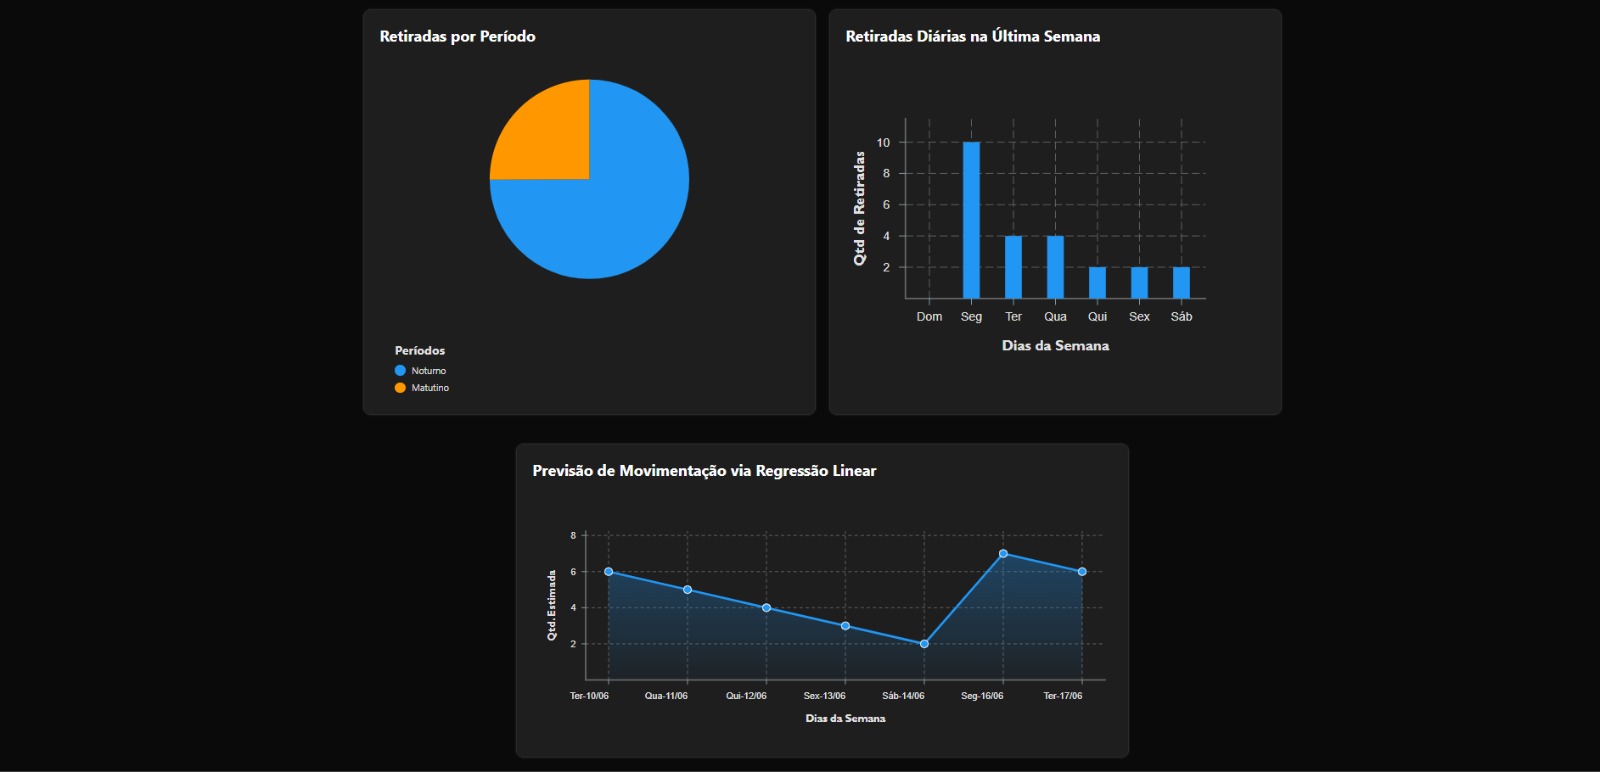 Retiradas por Período
Períodos
Noturno
Matutino
Retiradas Diárias na Última Semana
Qtd de Retiradas
10
8
6
4
2
Dom Seg Ter Qua Qui Sex Sáb
Dias da Semana
Previsão de Movimentação via Regressão Linear
Qtd. Estimada
8
6
4
2
Ter-10/06 Qua-11/06 Qui-12/06 Sex-13/06 Sáb-14/06 Seg-16/06 Ter-17/06
Dias da Semana